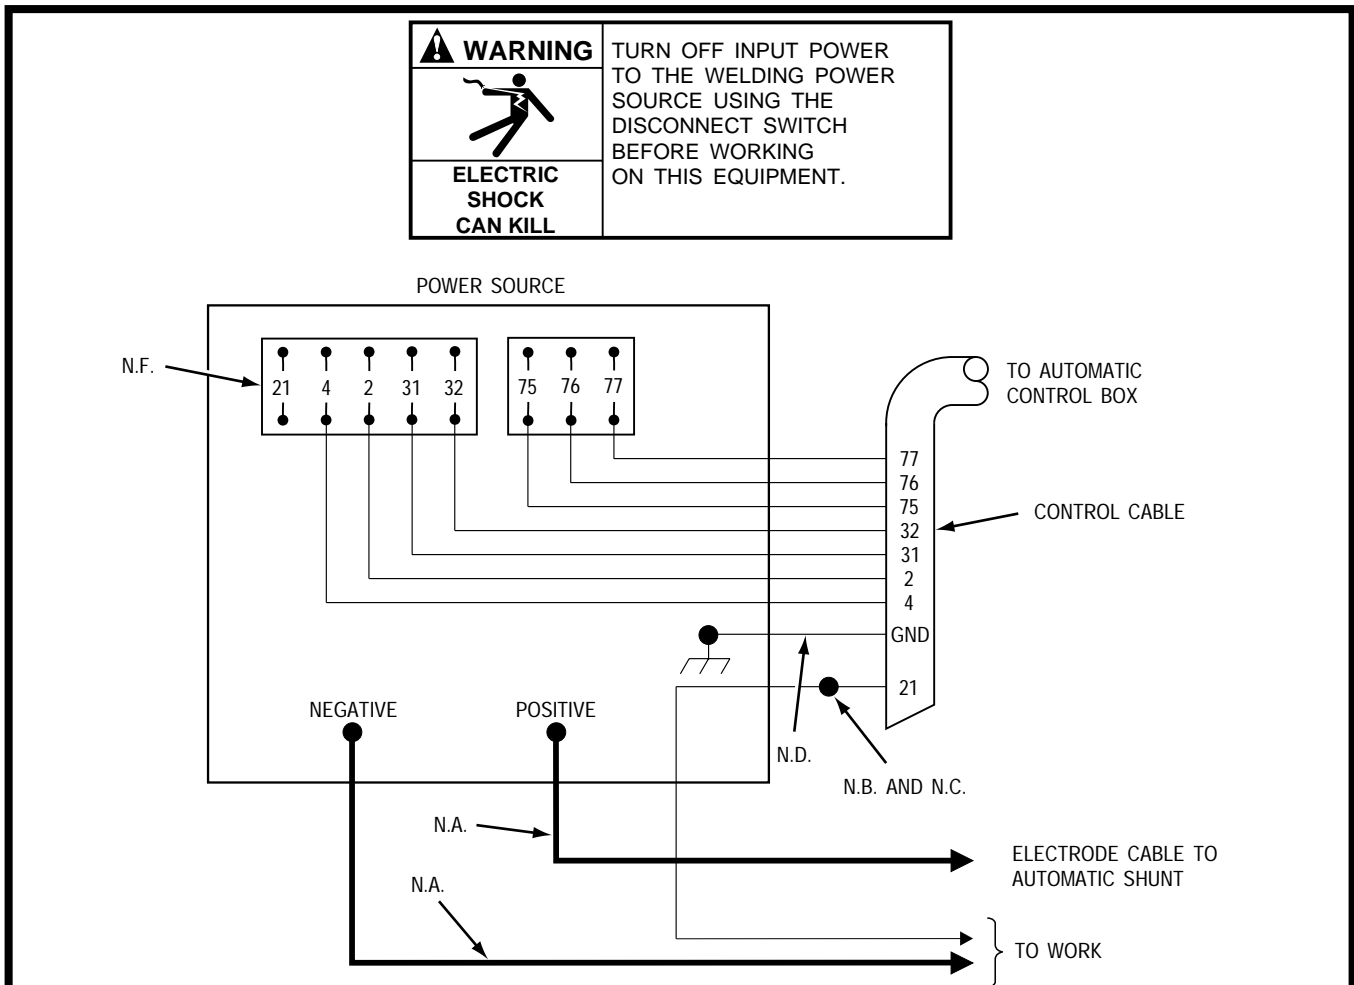 WARNING
TURN OFF INPUT POWER
TO THE WELDING POWER
SOURCE USING THE
DISCONNECT SWITCH
BEFORE WORKING
ON THIS EQUIPMENT.
ELECTRIC
SHOCK
CAN KILL
POWER SOURCE
N.F.
21 4 2 31 32 75 76 77
TO AUTOMATIC
CONTROL BOX
77
76
75
32
31
2
4
GND
21
CONTROL CABLE
NEGATIVE
POSITIVE
N.D.
N.B. AND N.C.
N.A.
ELECTRODE CABLE TO
AUTOMATIC SHUNT
N.A.
TO WORK